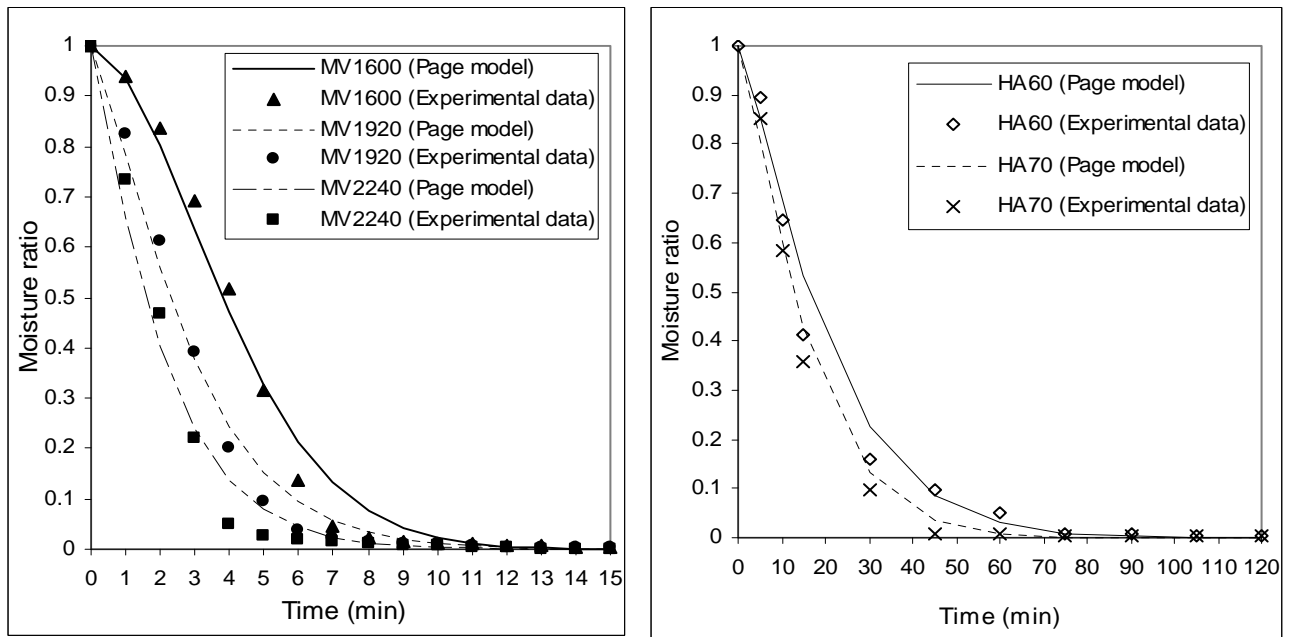 1
0.9
0.8
0.7
0.6
0.5
0.4
0.3
0.2
0.1
0
Moisture ratio
MV1600 (Page model)
MV1600 (Experimental data)
MV1920 (Page model)
MV1920 (Experimental data)
MV2240 (Page model)
MV2240 (Experimental data)
0 1 2 3 4 5 6 7 8 9 10 11 12 13 14 15
Time (min)
1
0.9
0.8
0.7
0.6
0.5
0.4
0.3
0.2
0.1
0
Moisture ratio
HA60 (Page model)
HA60 (Experimental data)
HA70 (Page model)
HA70 (Experimental data)
0 10 20 30 40 50 60 70 80 90 100 110 120
Time (min)